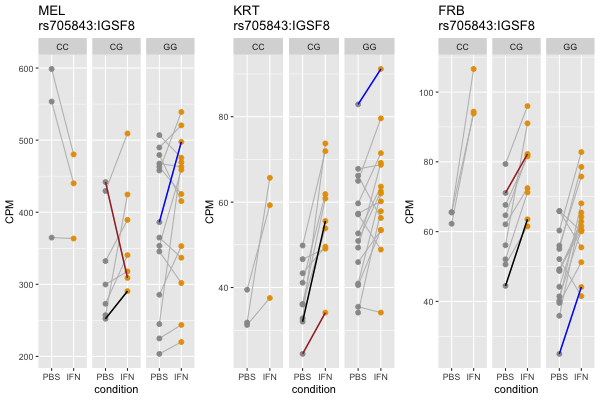 MEL
rs705843:IGSF8
CC CG GG
600
500
400
300
200
CPM
PBS IFN PBS IFN PBS IFN
condition
KRT
rs705843:IGSF8
CC CG GG
80
60
40
CPM
PBS IFN PBS IFN PBS IFN
condition
FRB
rs705843:IGSF8
CC CG GG
100
80
60
40
CPM
PBS IFN PBS IFN PBS IFN
condition